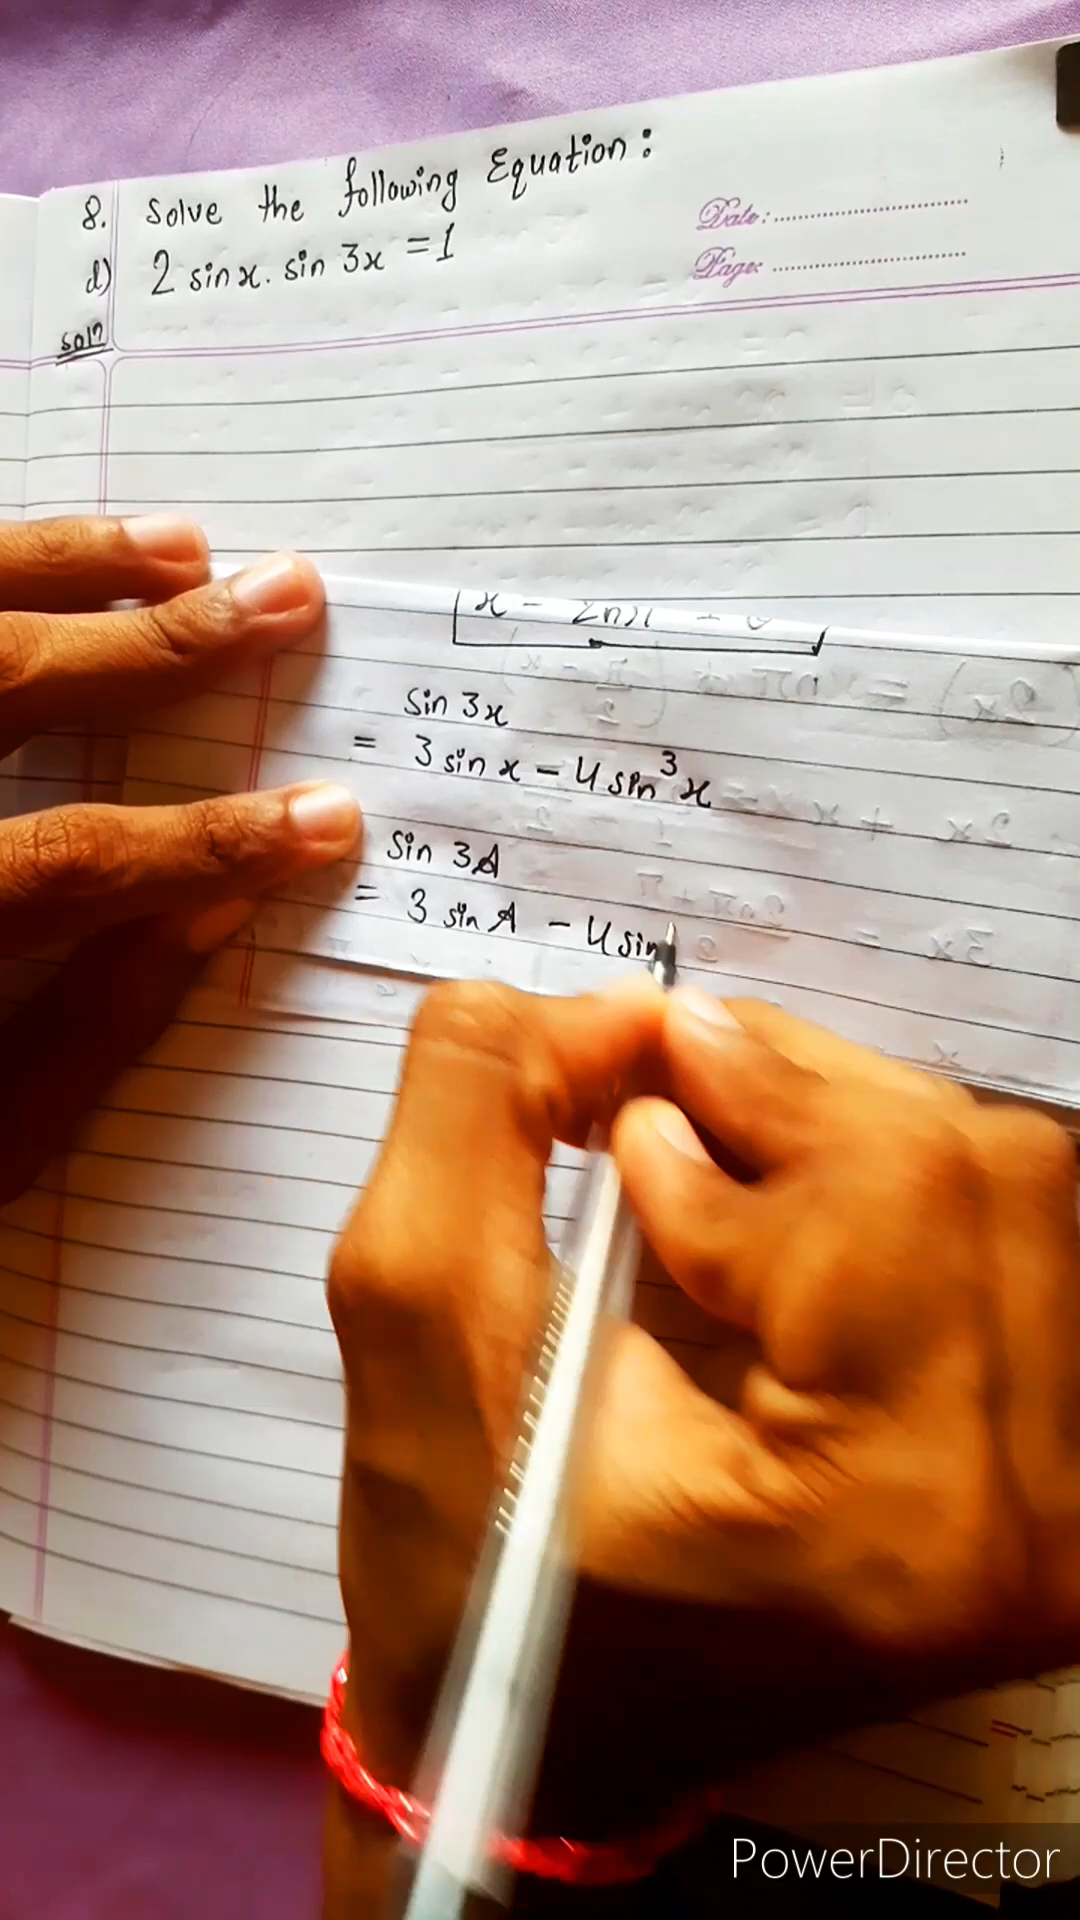 8. Solve the following Equation:
d) 2 sin x. sin 3x = 1
Date:
Page:
Soln
sin 3x
= 3 sin x - 4 sin³x
Sin 3A
= 3 sin A - 4 sin
PowerDirector